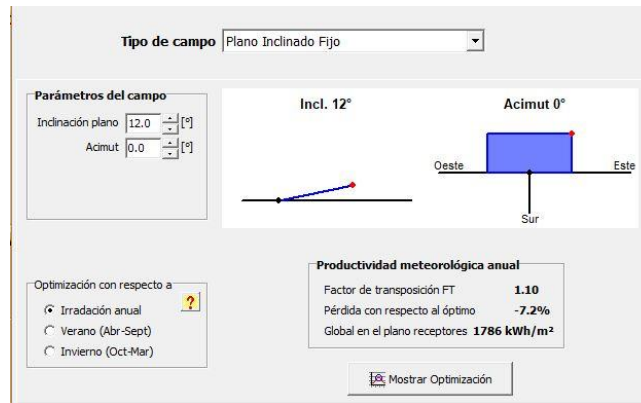 Tipo de campo Plano Inclinado Fijo
Parámetros del campo
Inclinación plano 12.0 [º]
Acimut 0.0 [º]
Incl. 12°
Acimut 0°
Oeste Este
Sur
Optimización con respecto a
?
Irradación anual
Verano (Abr-Sept)
Invierno (Oct-Mar)
Productividad meteorológica anual
Factor de transposición FT 1.10
Pérdida con respecto al óptimo -7.2%
Global en el plano receptores 1786 kWh/m²
Mostrar Optimización